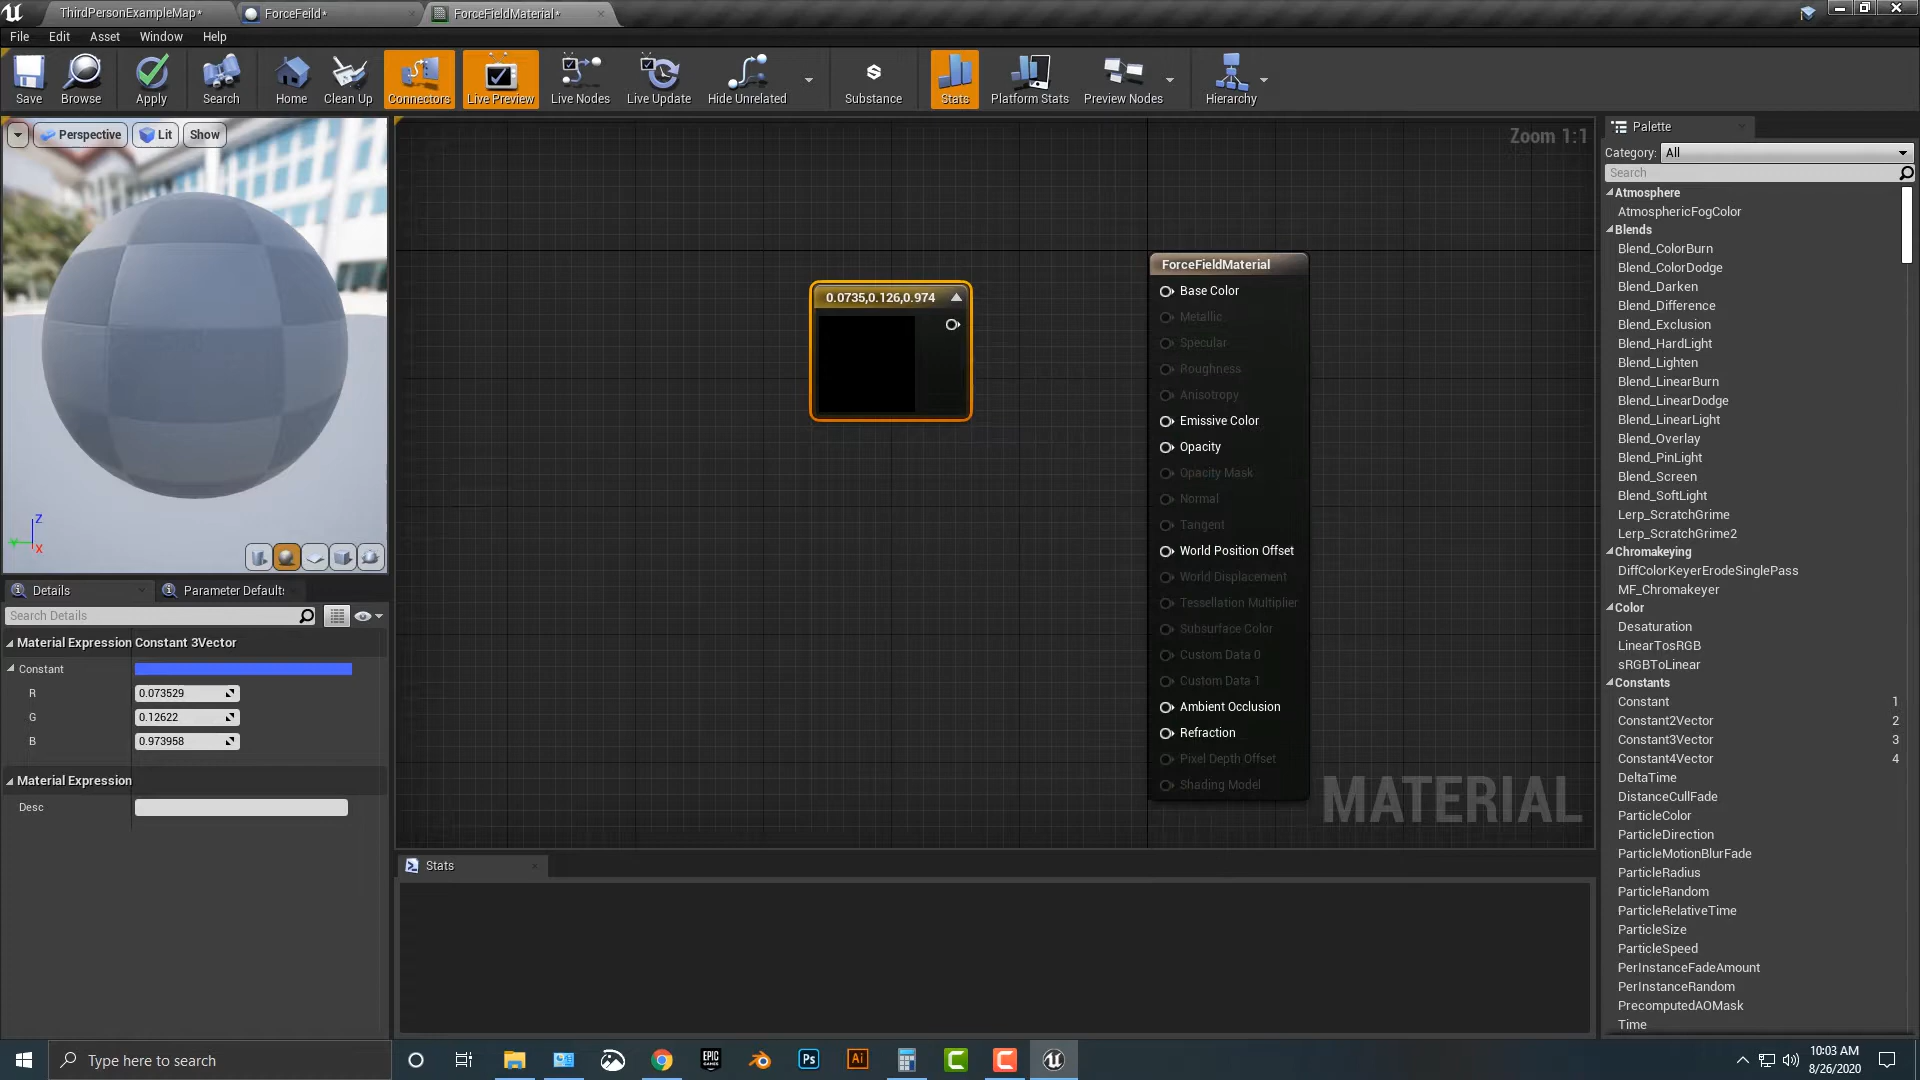 ThirdPersonExampleMap*
ForceFeild*
ForceFieldMaterial*
File
Edit
Asset
Window
Help
Save
Browse
Apply
Search
Home
Clean Up
Connectors
Live Preview
Live Nodes
Live Update
Hide Unrelated
Substance
Stats
Platform Stats
Preview Nodes
Hierarchy
Perspective
Lit
Show
Z
Y
X
Zoom 1:1
0.0735,0.126,0.974
ForceFieldMaterial
Base Color
Metallic
Specular
Roughness
Anisotropy
Emissive Color
Opacity
Opacity Mask
Normal
Tangent
World Position Offset
World Displacement
Tessellation Multiplier
Subsurface Color
Custom Data 0
Custom Data 1
Ambient Occlusion
Refraction
Pixel Depth Offset
Shading Model
MATERIAL
Details
Parameter Defaults
Search Details
Material Expression Constant 3Vector
Constant
R 0.073529
G 0.12622
B 0.973958
Material Expression
Desc
Stats
Palette
Category: All
Search
Atmosphere
AtmosphericFogColor
Blends
Blend_ColorBurn
Blend_ColorDodge
Blend_Darken
Blend_Difference
Blend_Exclusion
Blend_HardLight
Blend_Lighten
Blend_LinearBurn
Blend_LinearDodge
Blend_LinearLight
Blend_Overlay
Blend_PinLight
Blend_Screen
Blend_SoftLight
Lerp_ScratchGrime
Lerp_ScratchGrime2
Chromakeying
DiffColorKeyerErodeSinglePass
MF_Chromakeyer
Color
Desaturation
LinearTosRGB
sRGBToLinear
Constants
Constant 1
Constant2Vector 2
Constant3Vector 3
Constant4Vector 4
DeltaTime
DistanceCullFade
ParticleColor
ParticleDirection
ParticleMotionBlurFade
ParticleRadius
ParticleRandom
ParticleRelativeTime
ParticleSize
ParticleSpeed
PerInstanceFadeAmount
PerInstanceRandom
PrecomputedAOMask
Time
Type here to search
EPIC
GAMES
Ps
Ai
10:03 AM
8/26/2020